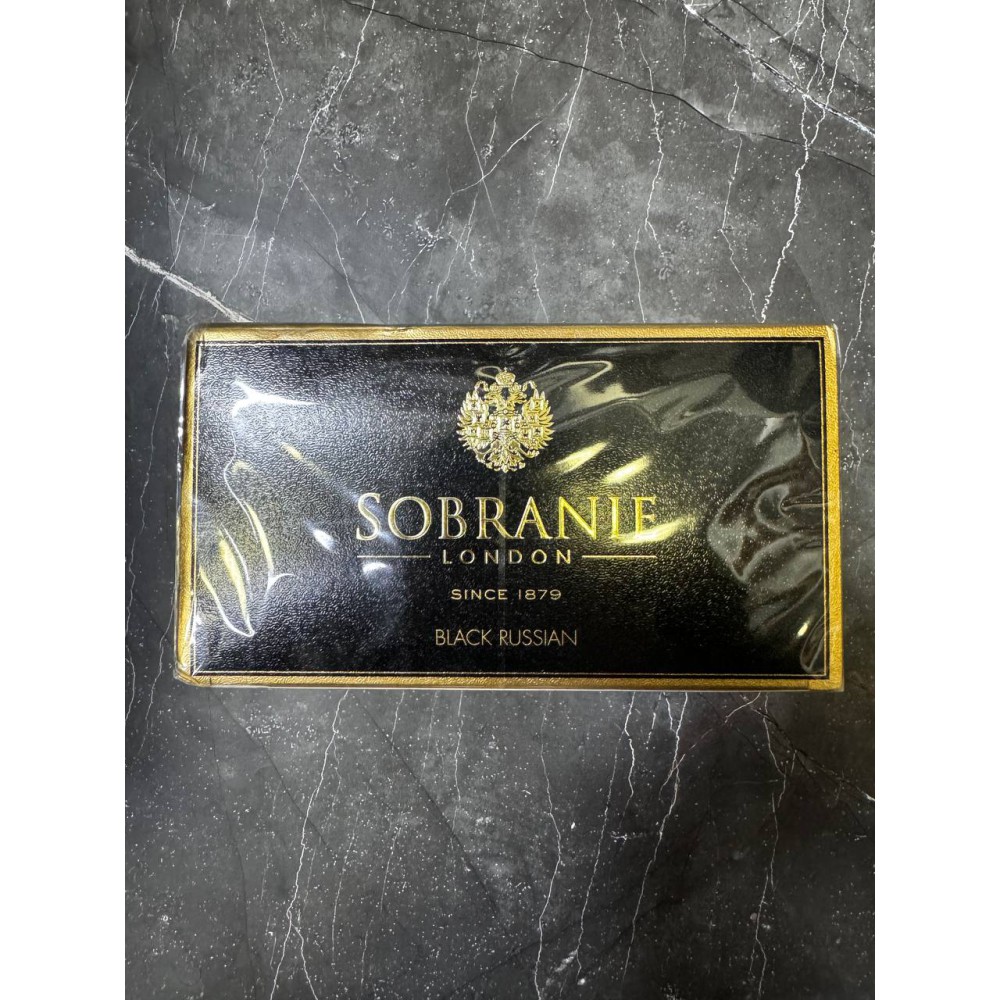 SOBRANIE
LONDON
SINCE 1879
BLACK RUSSIAN